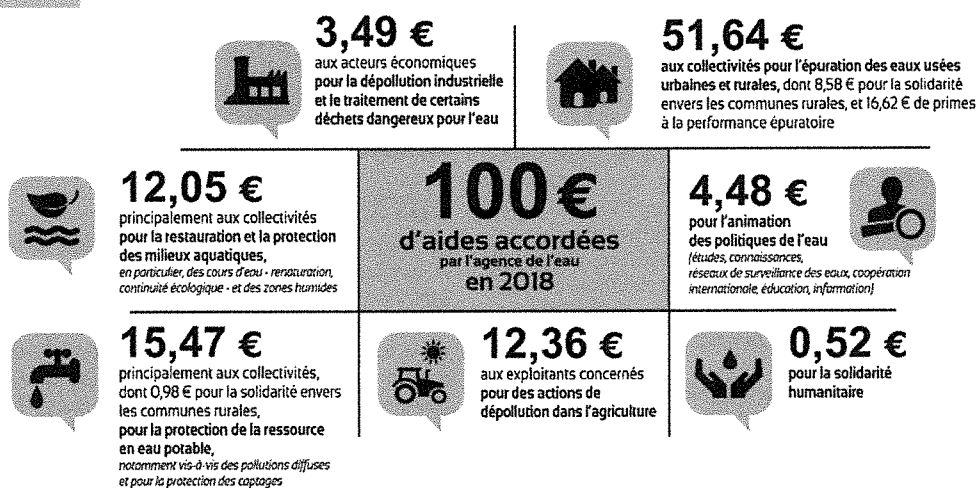 3,49 €
aux acteurs économiques
pour la dépollution industrielle
et le traitement de certains
déchets dangereux pour l'eau
51,64 €
aux collectivités pour l'épuration des eaux usées
urbaines et rurales, dont 8,58 € pour la solidarité
envers les communes rurales, et 16,62 € de primes
à la performance épuratoire
12,05 €
principalement aux collectivités
pour la restauration et la protection
des milieux aquatiques,
en particulier, des cours d'eau - renaturation,
continuité écologique - et des zones humides
100 €
d'aides accordées
par l'agence de l'eau
en 2018
4,48 €
pour l'animation
des politiques de l'eau
(études, connaissances,
réseaux de surveillance des eaux, coopération
internationale, éducation, information)
15,47 €
principalement aux collectivités,
dont 0,98 € pour la solidarité envers
les communes rurales,
pour la protection de la ressource
en eau potable,
notamment vis-à-vis des pollutions diffuses
et pour la protection des captages
12,36 €
aux exploitants concernés
pour des actions de
dépollution dans l'agriculture
0,52 €
pour la solidarité
humanitaire